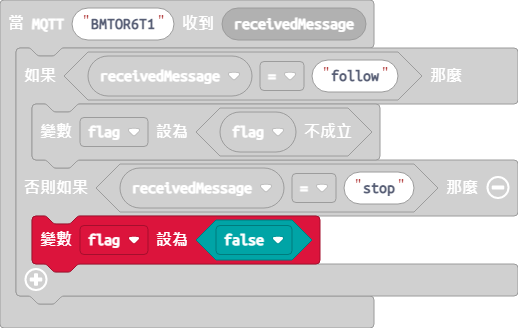 當 MQTT "BMTOR6T1" 收到 receivedMessage
如果 receivedMessage = "follow" 那麼
變數 flag 設為 flag 不成立
否則如果 receivedMessage = "stop" 那麼
變數 flag 設為 false